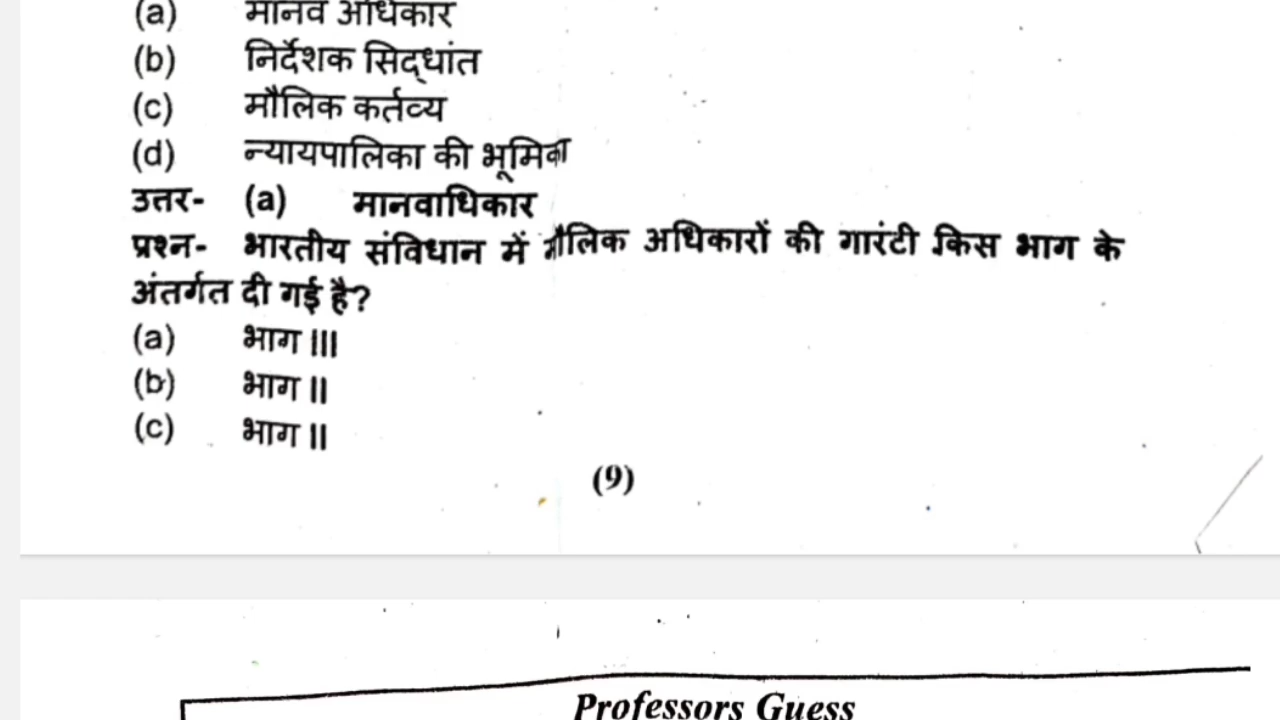 (a) मानव अधिकार
(b) निर्देशक सिद्धांत
(c) मौलिक कर्तव्य
(d) न्यायपालिका की भूमिका
उत्तर- (a) मानवाधिकार
प्रश्न- भारतीय संविधान में मौलिक अधिकारों की गारंटी किस भाग के
अंतर्गत दी गई है?
(a) भाग III
(b) भाग II
(c) भाग II
(9)
Professors Guess